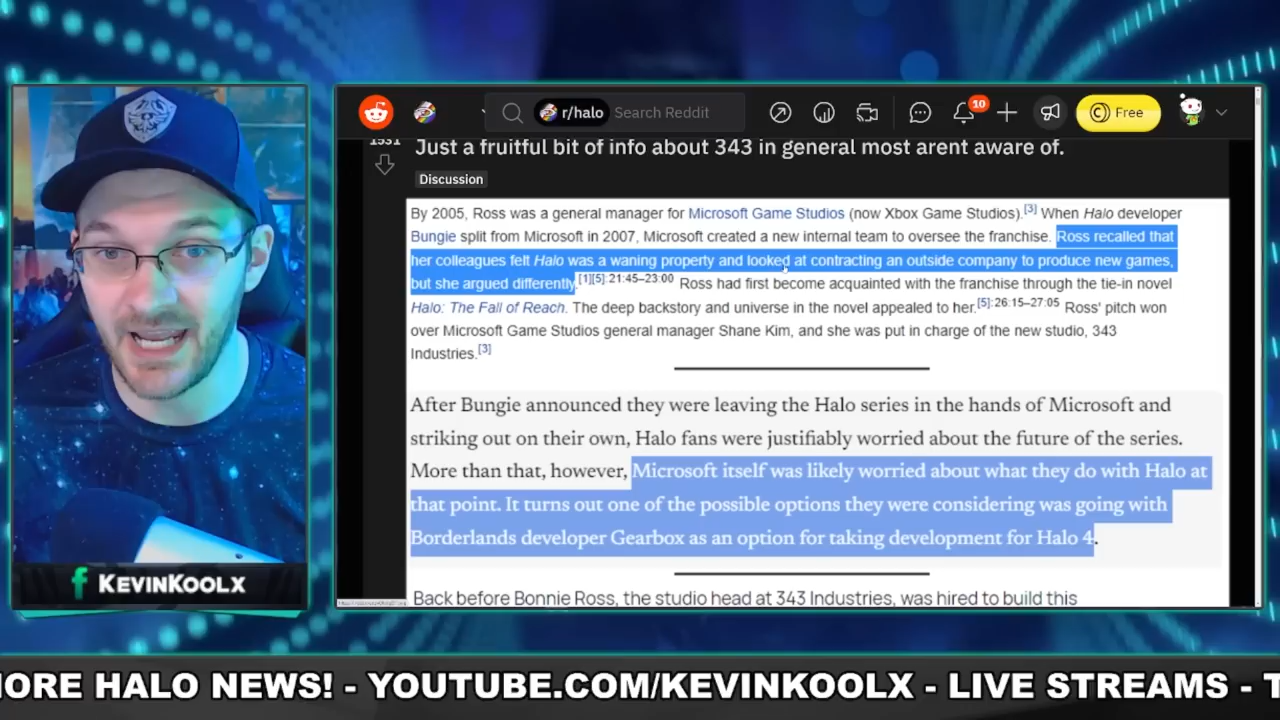 r/halo Search Reddit
10
Free
1531
Just a fruitful bit of info about 343 in general most arent aware of.
Discussion
By 2005, Ross was a general manager for Microsoft Game Studios (now Xbox Game Studios).[3] When Halo developer
Bungie split from Microsoft in 2007, Microsoft created a new internal team to oversee the franchise. Ross recalled that
her colleagues felt Halo was a waning property and looked at contracting an outside company to produce new games,
but she argued differently.[1][5]:21:45–23:00 Ross had first become acquainted with the franchise through the tie-in novel
Halo: The Fall of Reach. The deep backstory and universe in the novel appealed to her.[5]:26:15–27:05 Ross' pitch won
over Microsoft Game Studios general manager Shane Kim, and she was put in charge of the new studio, 343
Industries.[3]
After Bungie announced they were leaving the Halo series in the hands of Microsoft and
striking out on their own, Halo fans were justifiably worried about the future of the series.
More than that, however, Microsoft itself was likely worried about what they do with Halo at
that point. It turns out one of the possible options they were considering was going with
Borderlands developer Gearbox as an option for taking development for Halo 4.
Back before Bonnie Ross, the studio head at 343 Industries, was hired to build this
f KEVINKOOLX
MORE HALO NEWS! - YOUTUBE.COM/KEVINKOOLX - LIVE STREAMS - T